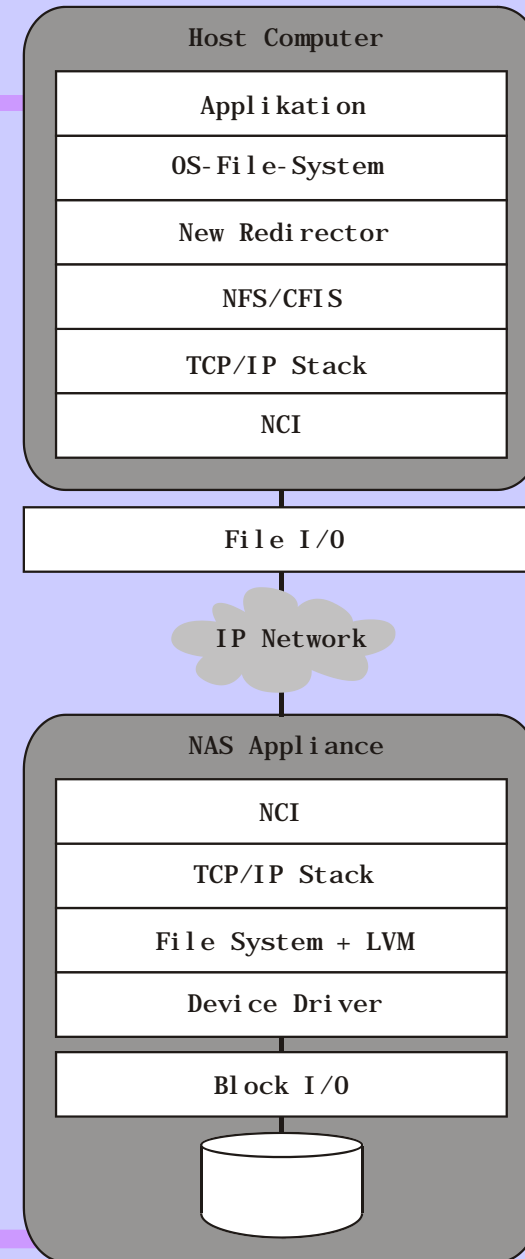 Host Computer
Applikation
OS-File-System
New Redirector
NFS/CFIS
TCP/IP Stack
NCI
File I/O
IP Network
NAS Appliance
NCI
TCP/IP Stack
File System + LVM
Device Driver
Block I/O